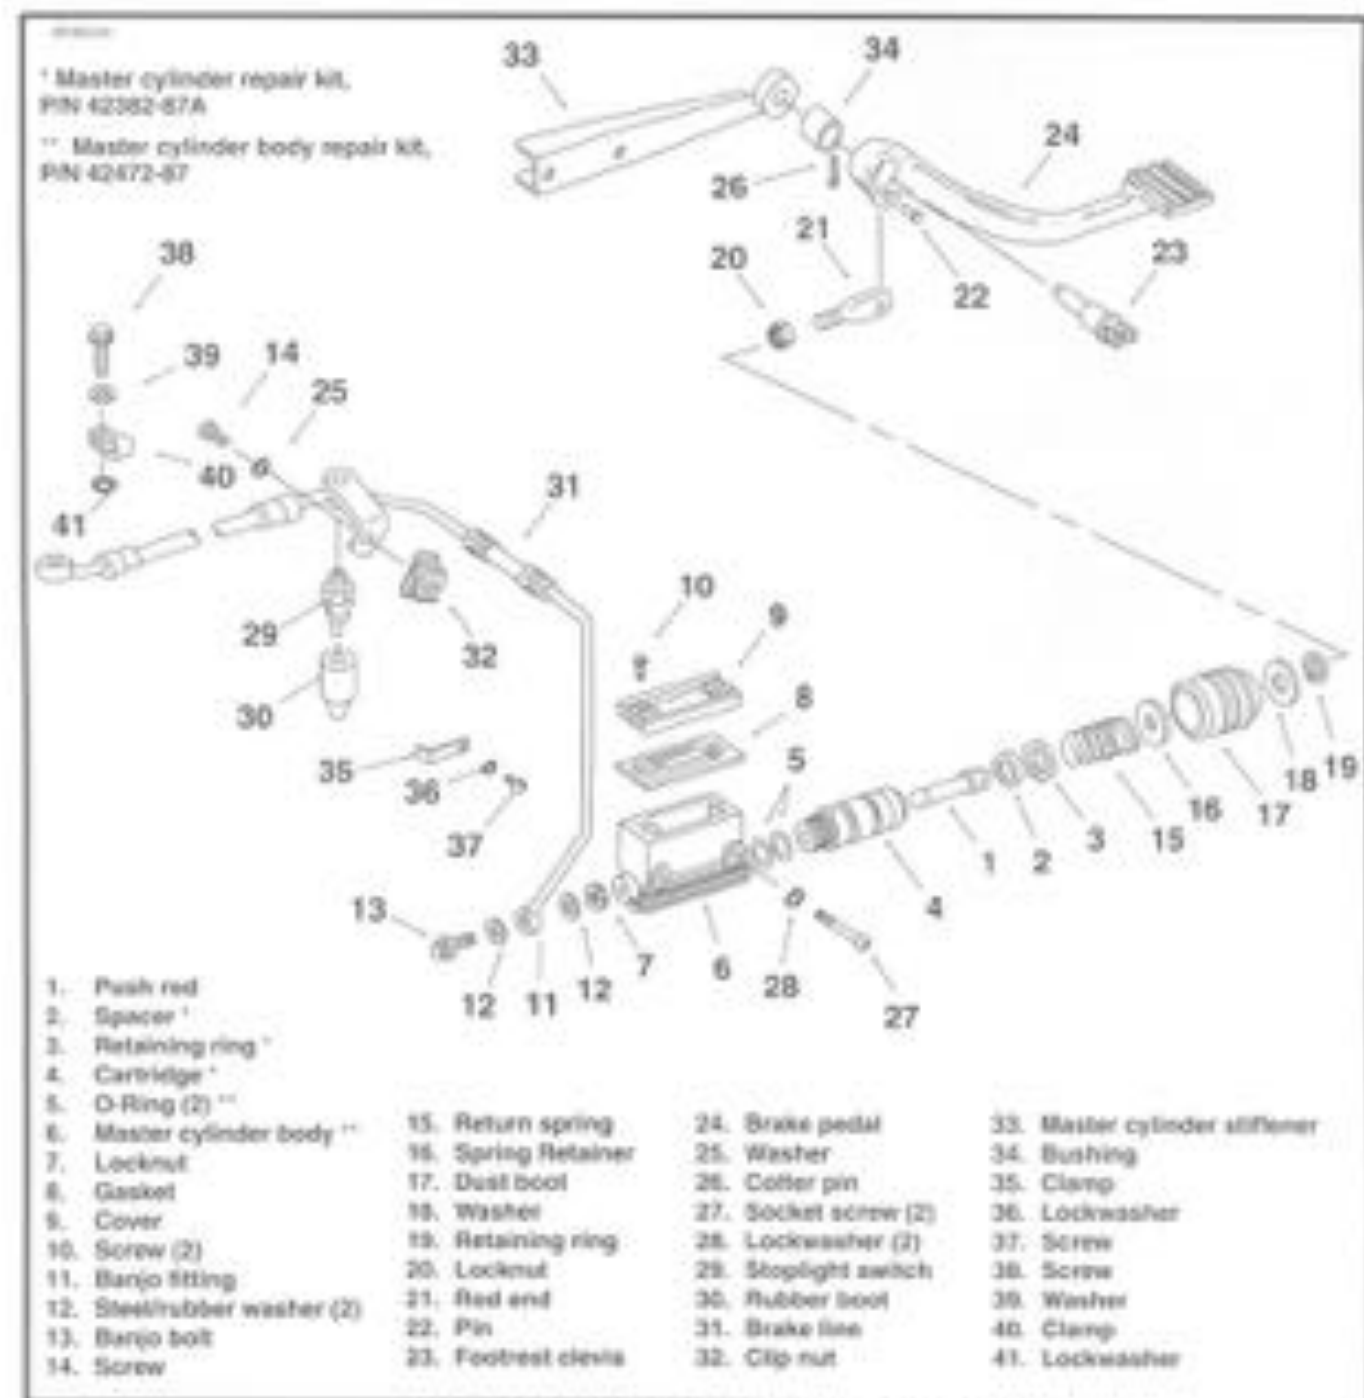 * Master cylinder repair kit,
P/N 42382-87A
** Master cylinder body repair kit,
P/N 42472-87
33
34
24
26
21
20
22
23
38
39
14
25
40
41
31
29
32
30
10
9
8
5
35
36
37
13
12
11
12
7
6
28
27
4
1
2
3
15
16
17
18
19
1. Push rod
2. Spacer *
3. Retaining ring *
4. Cartridge *
5. O-Ring (2) **
6. Master cylinder body **
7. Locknut
8. Gasket
9. Cover
10. Screw (2)
11. Banjo fitting
12. Steel/rubber washer (2)
13. Banjo bolt
14. Screw
15. Return spring
16. Spring Retainer
17. Dust boot
18. Washer
19. Retaining ring
20. Locknut
21. Rod end
22. Pin
23. Footrest clevis
24. Brake pedal
25. Washer
26. Cotter pin
27. Socket screw (2)
28. Lockwasher (2)
29. Stoplight switch
30. Rubber boot
31. Brake line
32. Clip nut
33. Master cylinder stiffener
34. Bushing
35. Clamp
36. Lockwasher
37. Screw
38. Screw
39. Washer
40. Clamp
41. Lockwasher